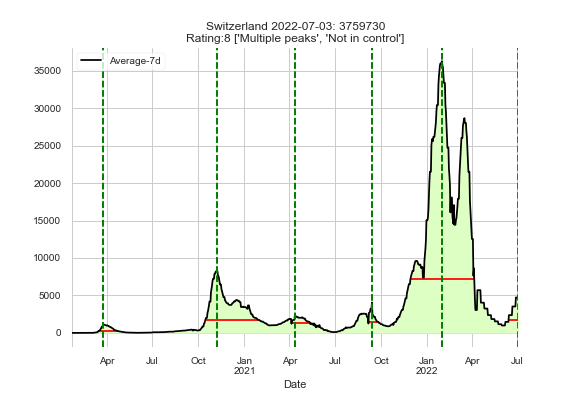 Switzerland 2022-07-03: 3759730
Rating:8 ['Multiple peaks', 'Not in control']
Average-7d
35000
30000
25000
20000
15000
10000
5000
0
Apr Jul Oct Jan Apr Jul Oct Jan Apr Jul
2021 2022
Date